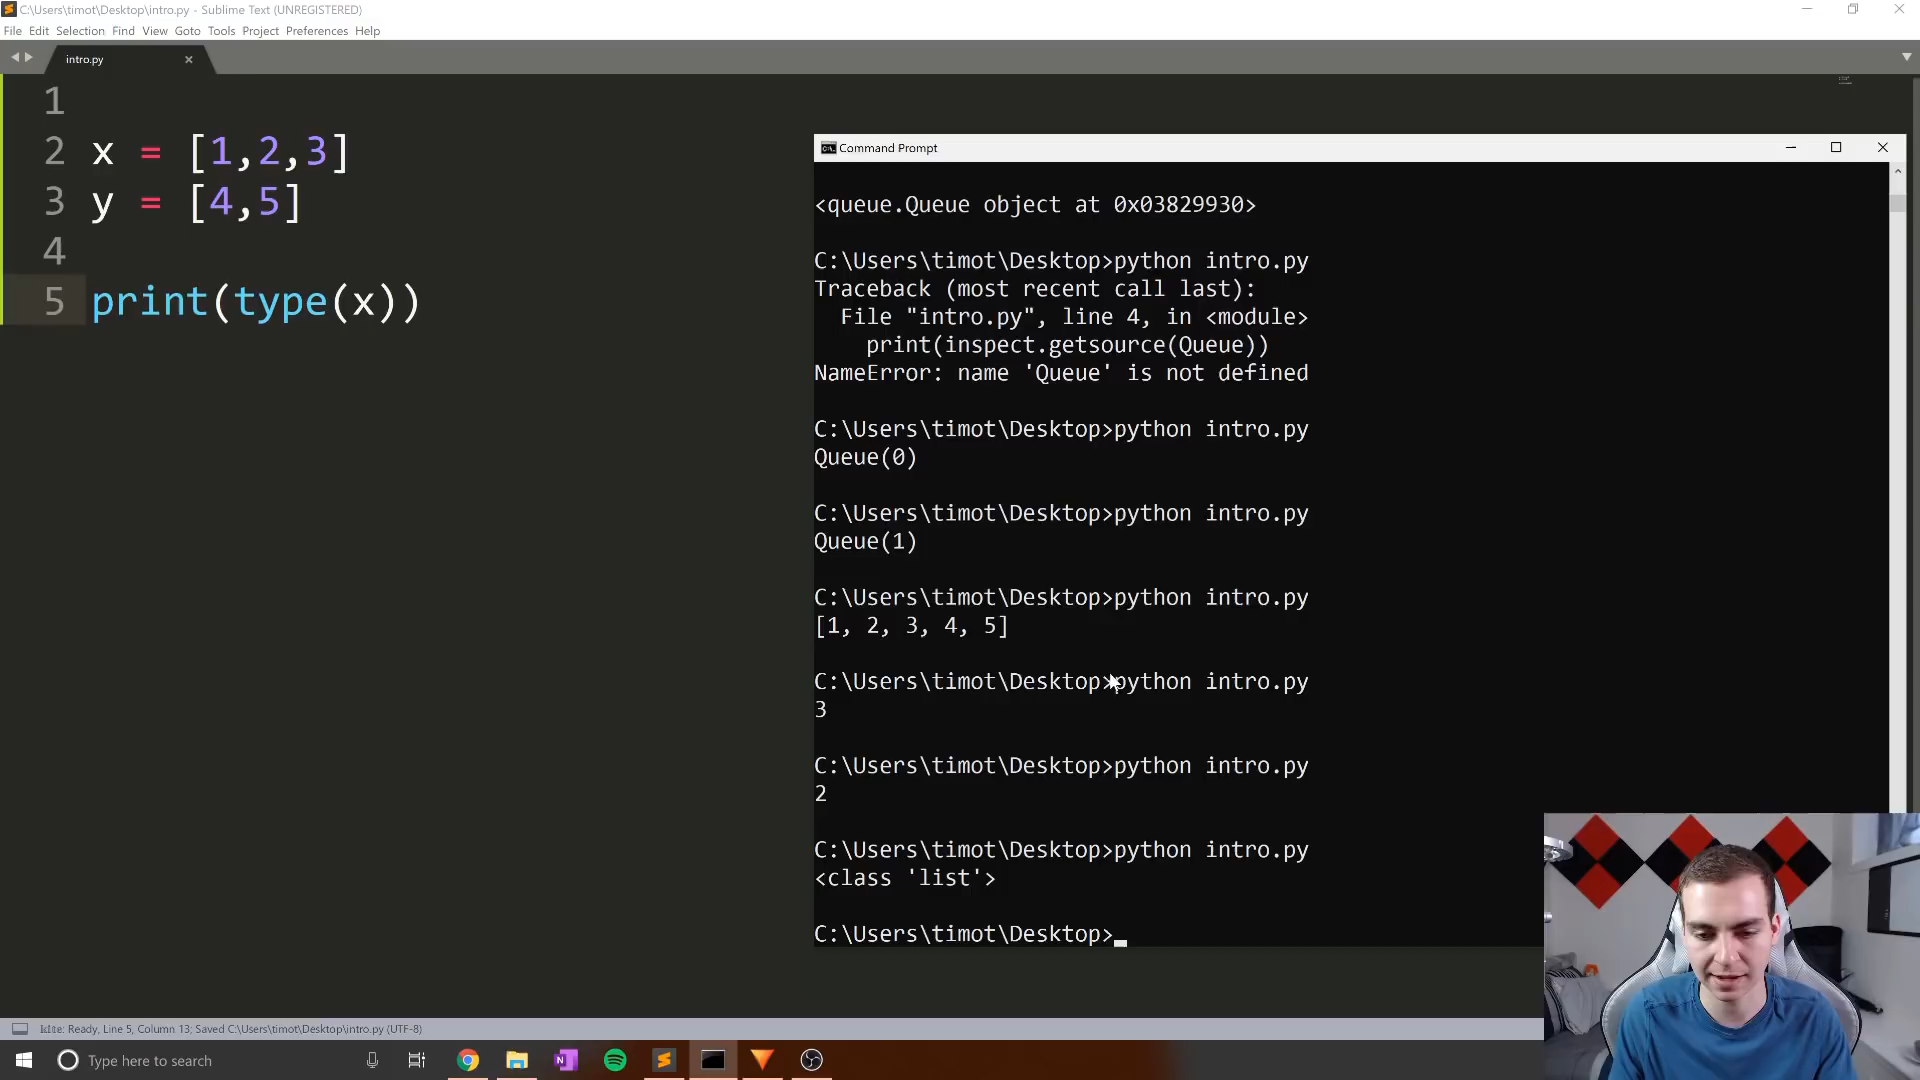 C:\Users\timot\Desktop\intro.py - Sublime Text (UNREGISTERED)
File Edit Selection Find View Goto Tools Project Preferences Help
intro.py
1
2 x = [1,2,3]
3 y = [4,5]
4
5 print(type(x))
Command Prompt
<queue.Queue object at 0x03829930>
C:\Users\timot\Desktop>python intro.py
Traceback (most recent call last):
File "intro.py", line 4, in <module>
print(inspect.getsource(Queue))
NameError: name 'Queue' is not defined
C:\Users\timot\Desktop>python intro.py
Queue(0)
C:\Users\timot\Desktop>python intro.py
Queue(1)
C:\Users\timot\Desktop>python intro.py
[1, 2, 3, 4, 5]
C:\Users\timot\Desktop>python intro.py
3
C:\Users\timot\Desktop>python intro.py
2
C:\Users\timot\Desktop>python intro.py
<class 'list'>
C:\Users\timot\Desktop>
Ready, Line 5, Column 13; Saved C:\Users\timot\Desktop\intro.py (UTF-8)
Type here to search